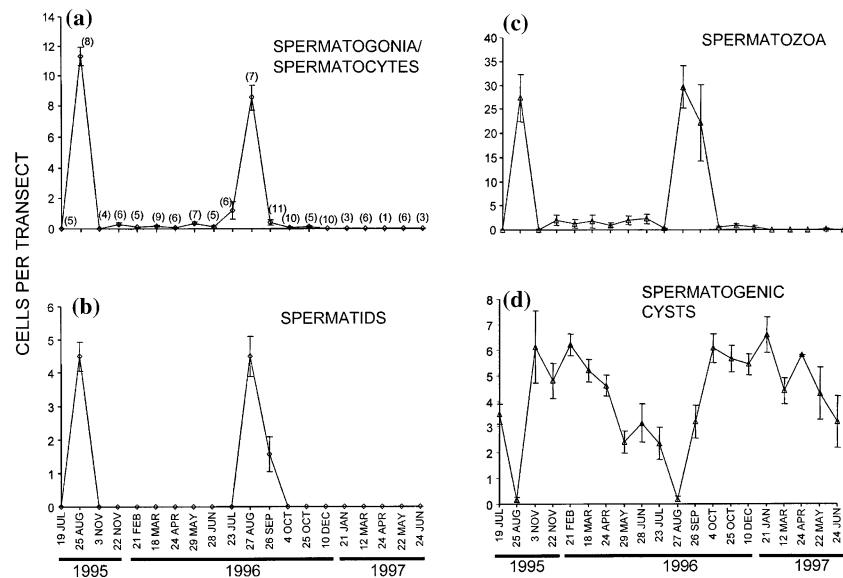 (a)
SPERMATOGONIA/
SPERMATOCYTES
14
12
10
8
6
4
2
0
(5)
(8)
(4)
(6)
(5)
(9)
(6)
(7)
(5)
(6)
(7)
(11)
(10)
(5)
(10)
(3)
(6)
(1)
(6)
(3)
(c)
SPERMATOZOA
40
35
30
25
20
15
10
5
0
CELLS PER TRANSECT
(b)
SPERMATIDS
6
5
4
3
2
1
0
19 JUL
25 AUG
3 NOV
22 NOV
21 FEB
18 MAR
24 APR
29 MAY
28 JUN
23 JUL
27 AUG
26 SEP
4 OCT
25 OCT
10 DEC
21 JAN
12 MAR
24 APR
22 MAY
24 JUN
1995
1996
1997
(d)
SPERMATOGENIC
CYSTS
8
7
6
5
4
3
2
1
0
19 JUL
25 AUG
3 NOV
22 NOV
21 FEB
18 MAR
24 APR
29 MAY
28 JUN
23 JUL
27 AUG
26 SEP
4 OCT
25 OCT
10 DEC
21 JAN
12 MAR
24 APR
22 MAY
24 JUN
1995
1996
1997